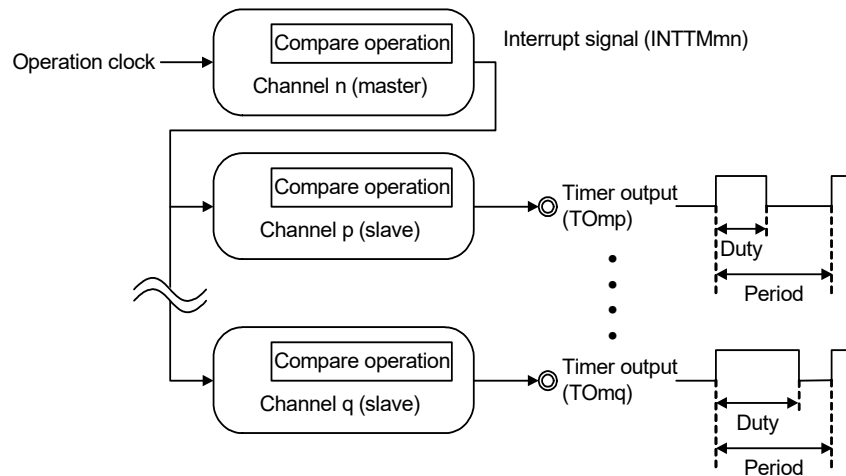 Compare operation
Interrupt signal (INTTMmn)
Operation clock
Channel n (master)
Compare operation
Timer output
(TOmp)
Channel p (slave)
Duty
Period
Compare operation
Timer output
(TOmq)
Channel q (slave)
Duty
Period